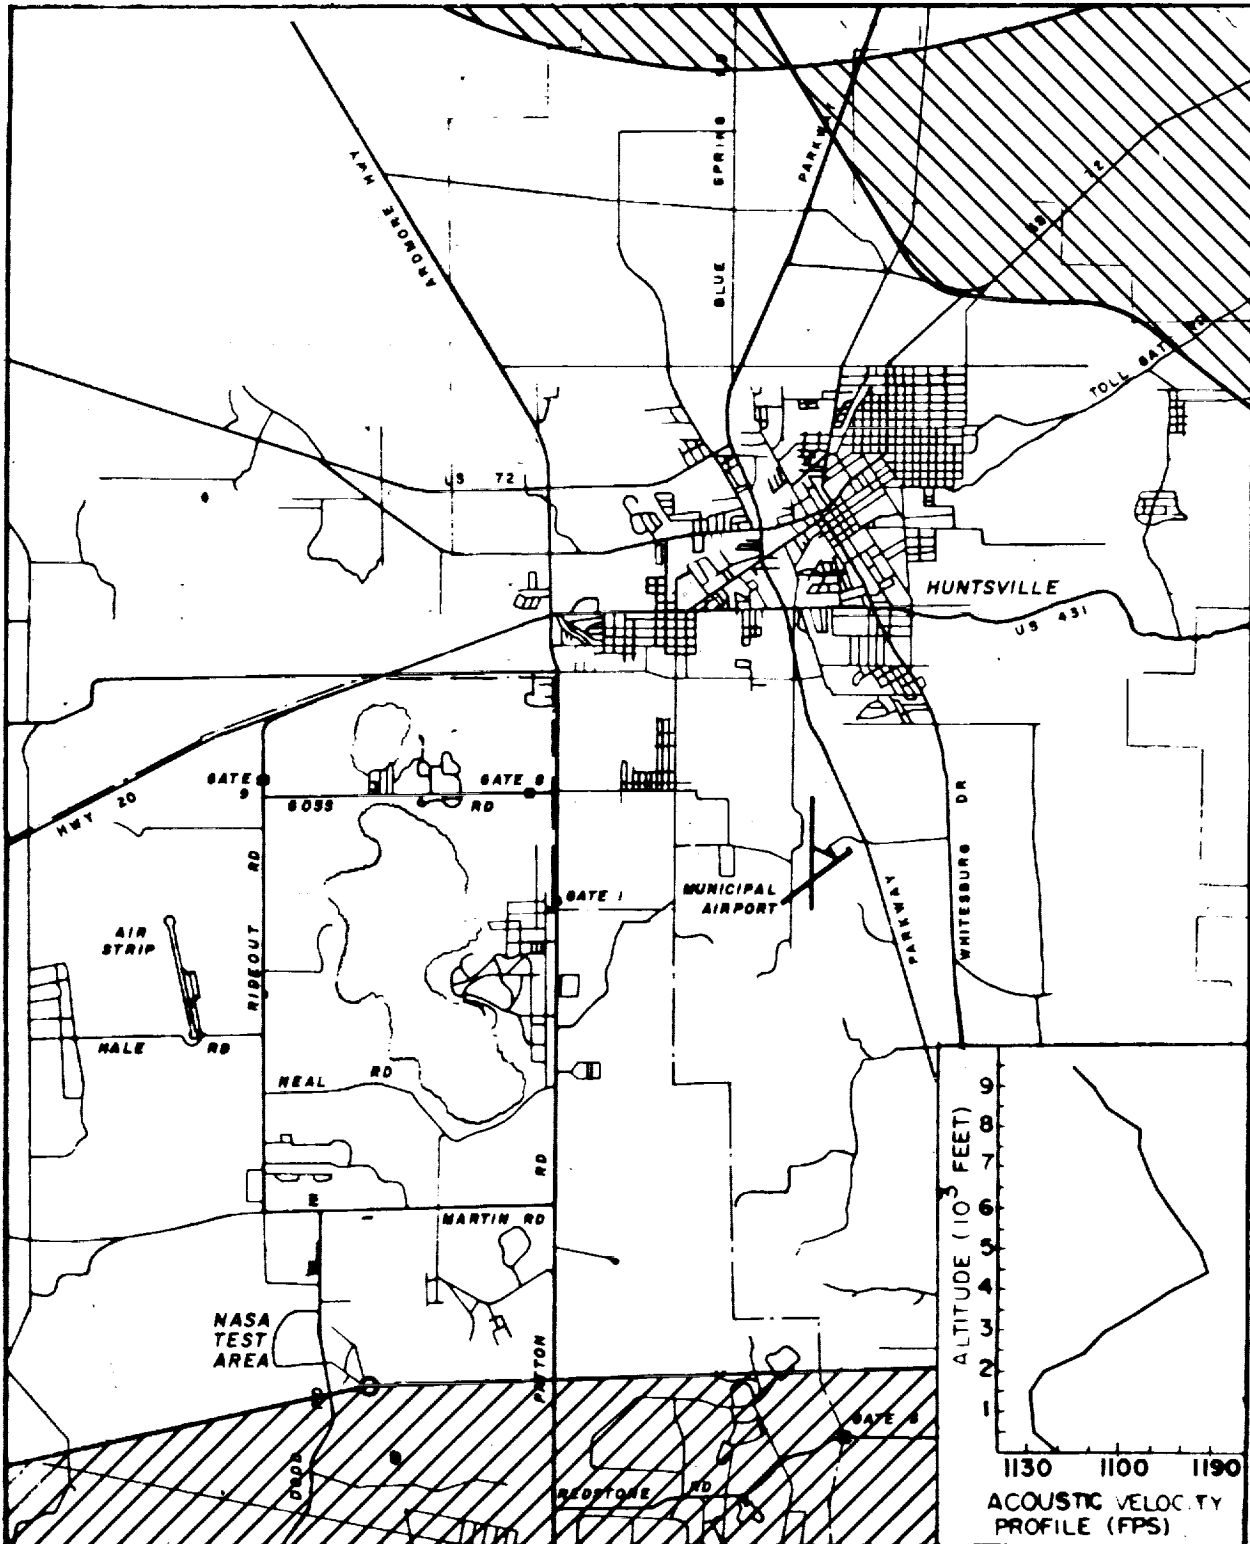 ARDMORE HWY
BLUE SPRING
PARKWAY
72
TOLL GATE
US 72
HUNTSVILLE
US 431
HWY 20
GATE 9
GOSS RD
GATE 8
RIDEOUT RD
GATE 1
MUNICIPAL
AIRPORT
PARKWAY
WHITESBURG DR
AIR
STRIP
HALE RD
NEAL RD
RD
MARTIN RD
NASA
TEST
AREA
PATTON
RD
DODD
GATE
REDSTONE RD
9
8
7
6
5
4
3
2
1
ALTITUDE (10³ FEET)
1130 1100 1190
ACOUSTIC VELOCITY
PROFILE (FPS)